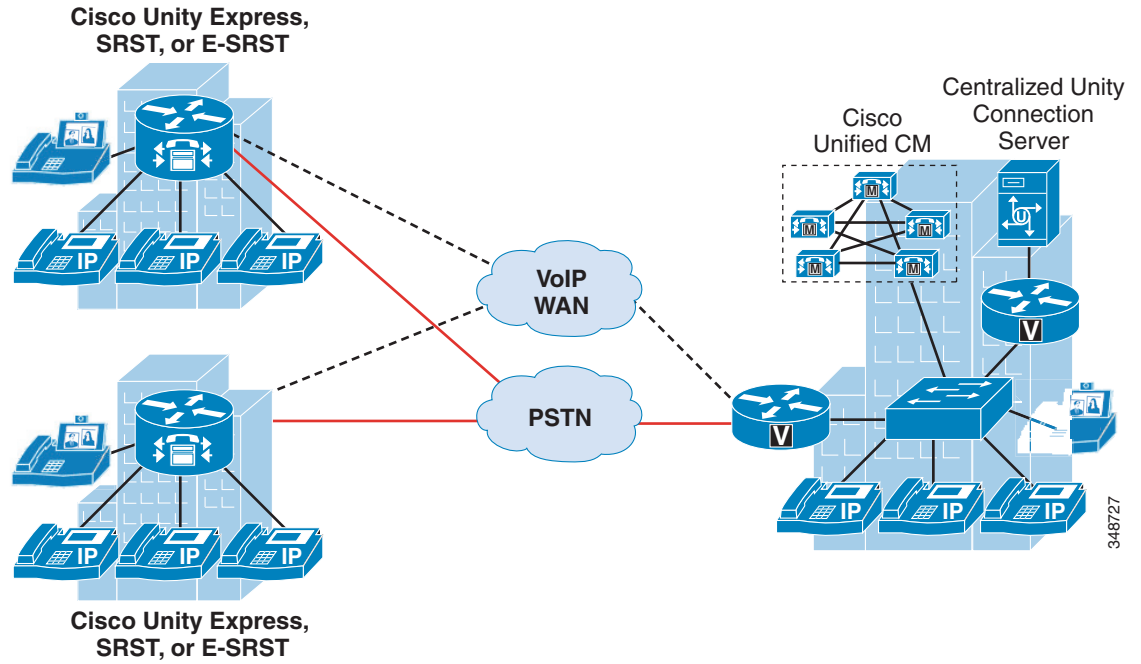 Cisco Unity Express,
SRST, or E-SRST
IP
IP
IP
Cisco
Unified CM
M
M
M
M
M
Centralized Unity
Connection
Server
U
V
VoIP
WAN
PSTN
V
IP
IP
IP
IP
IP
IP
Cisco Unity Express,
SRST, or E-SRST
348727